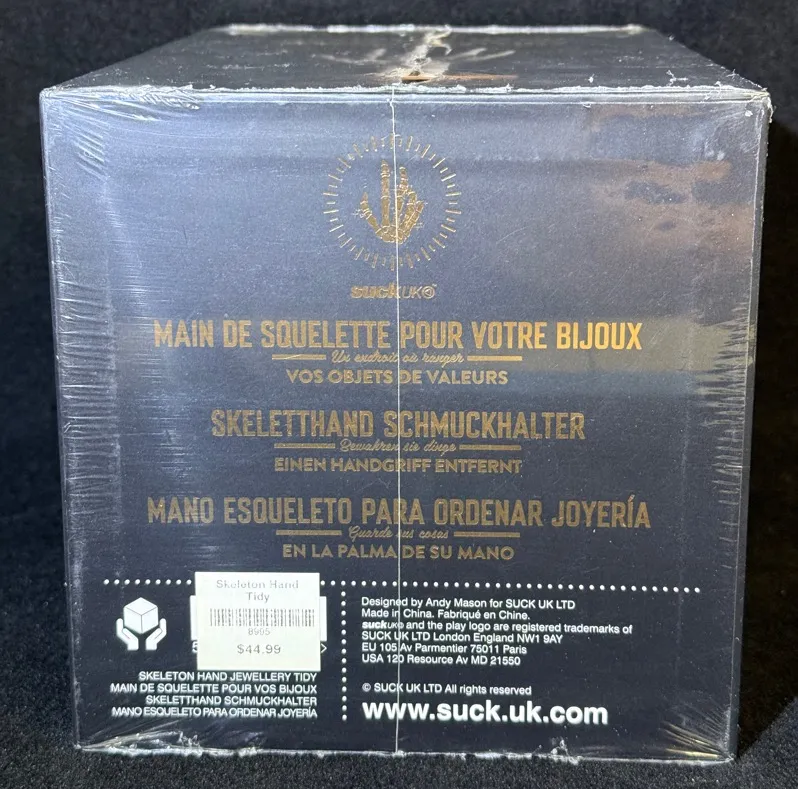 suckUK
MAIN DE SQUELETTE POUR VOTRE BIJOUX
Un endroit où ranger
VOS OBJETS DE VALEURS
SKELETTHAND SCHMUCKHALTER
Bewahren sie dinge
EINEN HANDGRIFF ENTFERNT
MANO ESQUELETO PARA ORDENAR JOYERÍA
Guarde sus cosas
EN LA PALMA DE SU MANO
Skeleton Hand
Tidy
8905
$44.99
5
>
SKELETON HAND JEWELLERY TIDY
MAIN DE SQUELETTE POUR VOS BIJOUX
SKELETTHAND SCHMUCKHALTER
MANO ESQUELETO PARA ORDENAR JOYERÍA
Designed by Andy Mason for SUCK UK LTD
Made in China. Fabriqué en Chine.
suckUK and the play logo are registered trademarks of
SUCK UK LTD London England NW1 9AY
EU 105 Av Parmentier 75011 Paris
USA 120 Resource Av MD 21550
© SUCK UK LTD All rights reserved
www.suck.uk.com